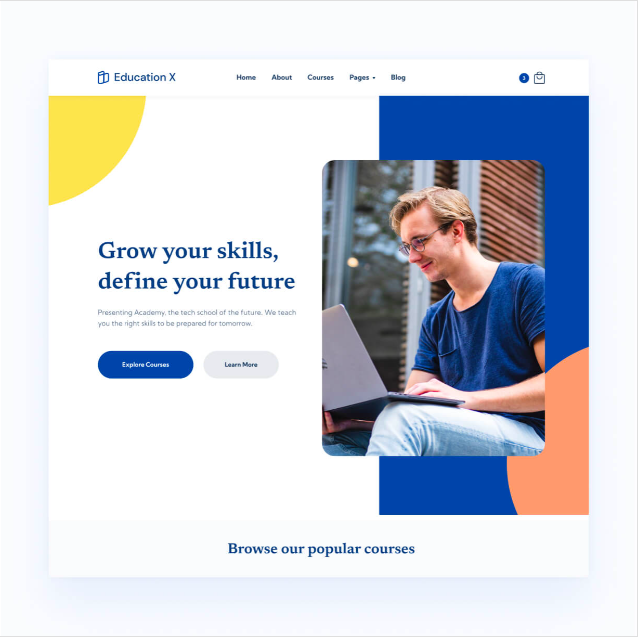 Education X
Home About Courses Pages Blog
3
Grow your skills,
define your future
Presenting Academy, the tech school of the future. We teach
you the right skills to be prepared for tomorrow.
Explore Courses Learn More
Browse our popular courses